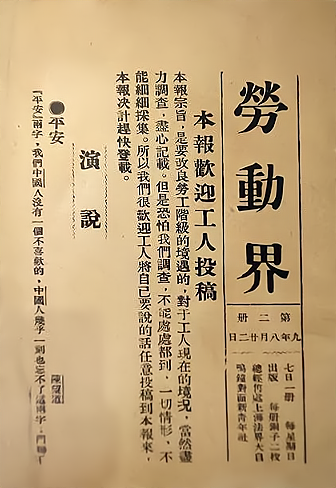 勞動界
第二冊
九年八月廿二日
七日一冊 每星期日
出版 每冊銅子二枚
總經售處上海法界大自
鳴鐘對面新青年社
本報歡迎工人投稿
本報宗旨，是要改良勞工階級的境遇的，對于工人現在的境況，當然盡
力調查，盡心記載。但是恐怕我們調查，不能處處都到，一切情形，不
能細細採集。所以我們很歡迎工人將自己要說的話任意投稿到本報來，
本報決計趕快登載。
演說
●平安
陳望道
『平安』兩字，我們中國人沒有一個不喜歡的，中國人幾乎一刻也忘不了這兩字。門聯